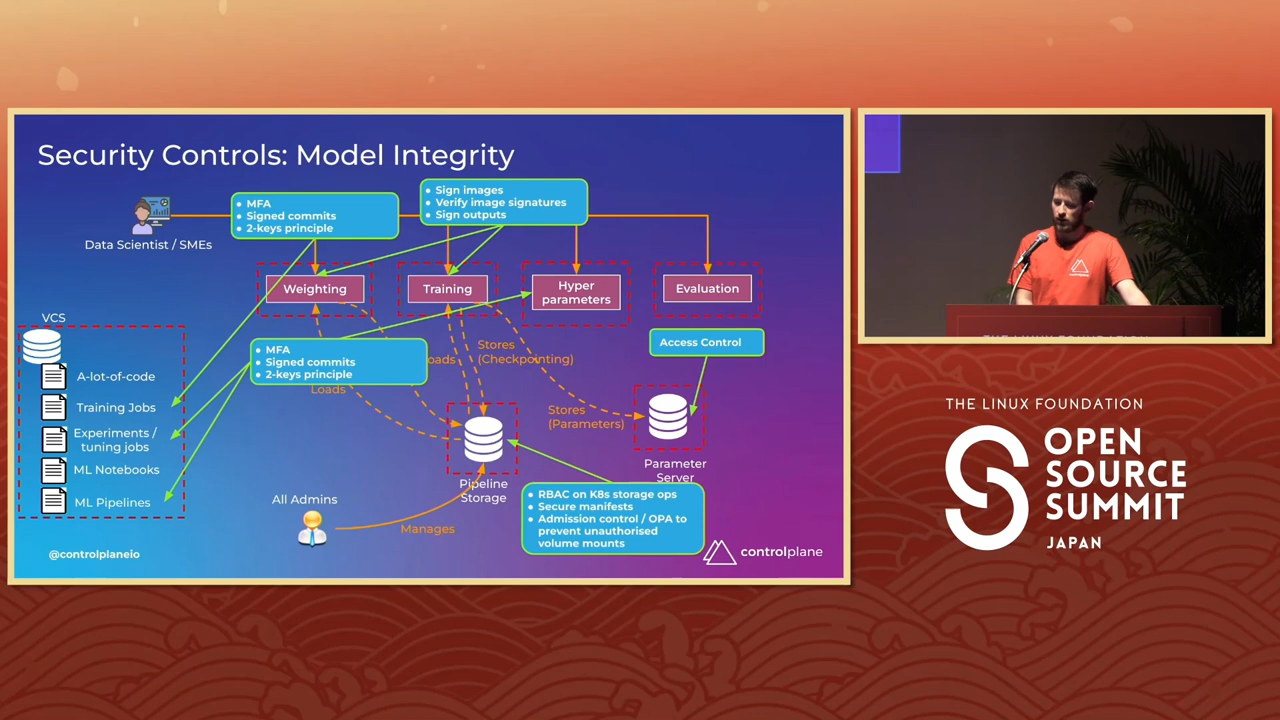 Security Controls: Model Integrity
MFA
Signed commits
2-keys principle
Sign images
Verify image signatures
Sign outputs
Data Scientist / SMEs
Weighting
Training
Hyper
parameters
Evaluation
VCS
A-lot-of-code
Training Jobs
Experiments /
tuning jobs
ML Notebooks
ML Pipelines
MFA
Signed commits
2-keys principle
Loads
Stores
(Checkpointing)
Access Control
Stores
(Parameters)
Parameter
Server
Pipeline
Storage
All Admins
Manages
RBAC on K8s storage ops
Secure manifests
Admission control / OPA to
prevent unauthorised
volume mounts
@controlplaneio
controlplane
controlplane
THE LINUX FOUNDATION
OPEN
SOURCE
SUMMIT
JAPAN